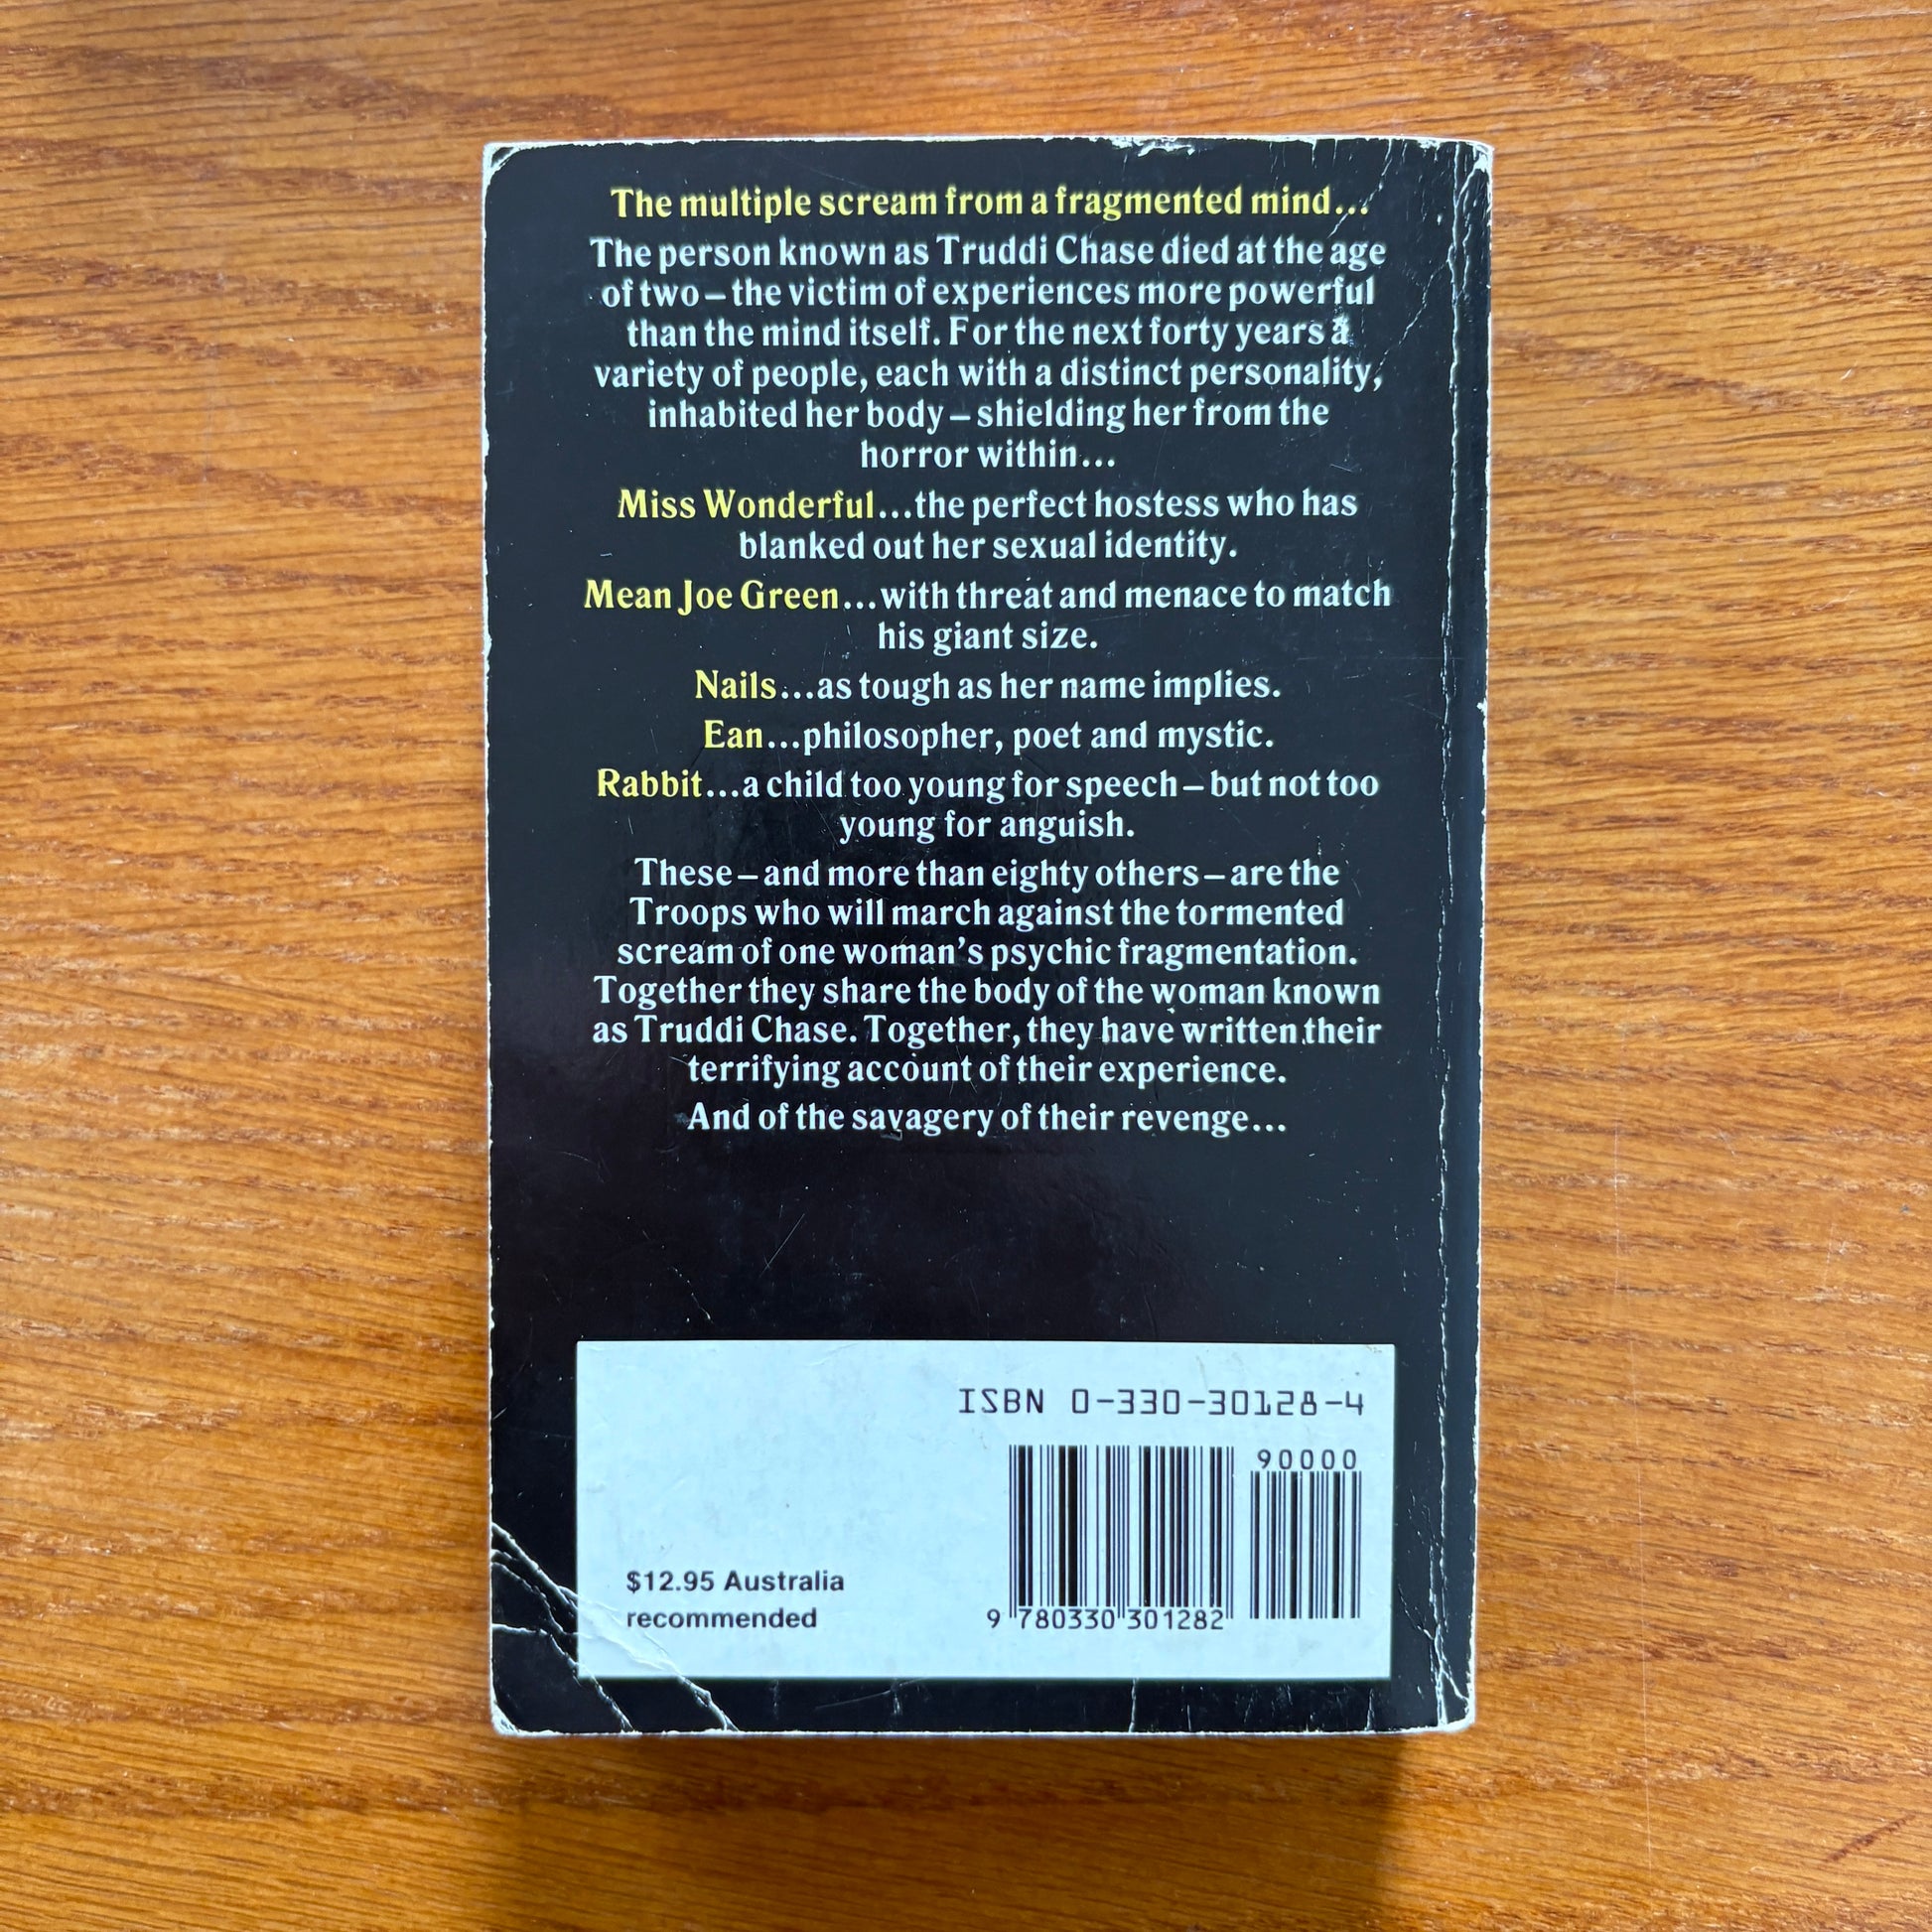 The multiple scream from a fragmented mind...
The person known as Truddi Chase died at the age
of two – the victim of experiences more powerful
than the mind itself. For the next forty years a
variety of people, each with a distinct personality,
inhabited her body – shielding her from the
horror within...
Miss Wonderful...the perfect hostess who has
blanked out her sexual identity.
Mean Joe Green...with threat and menace to match
his giant size.
Nails...as tough as her name implies.
Ean...philosopher, poet and mystic.
Rabbit...a child too young for speech – but not too
young for anguish.
These – and more than eighty others – are the
Troops who will march against the tormented
scream of one woman's psychic fragmentation.
Together they share the body of the woman known
as Truddi Chase. Together, they have written their
terrifying account of their experience.
And of the savagery of their revenge...
ISBN 0-330-30128-4
90000
$12.95 Australia
recommended
9 780330 301282